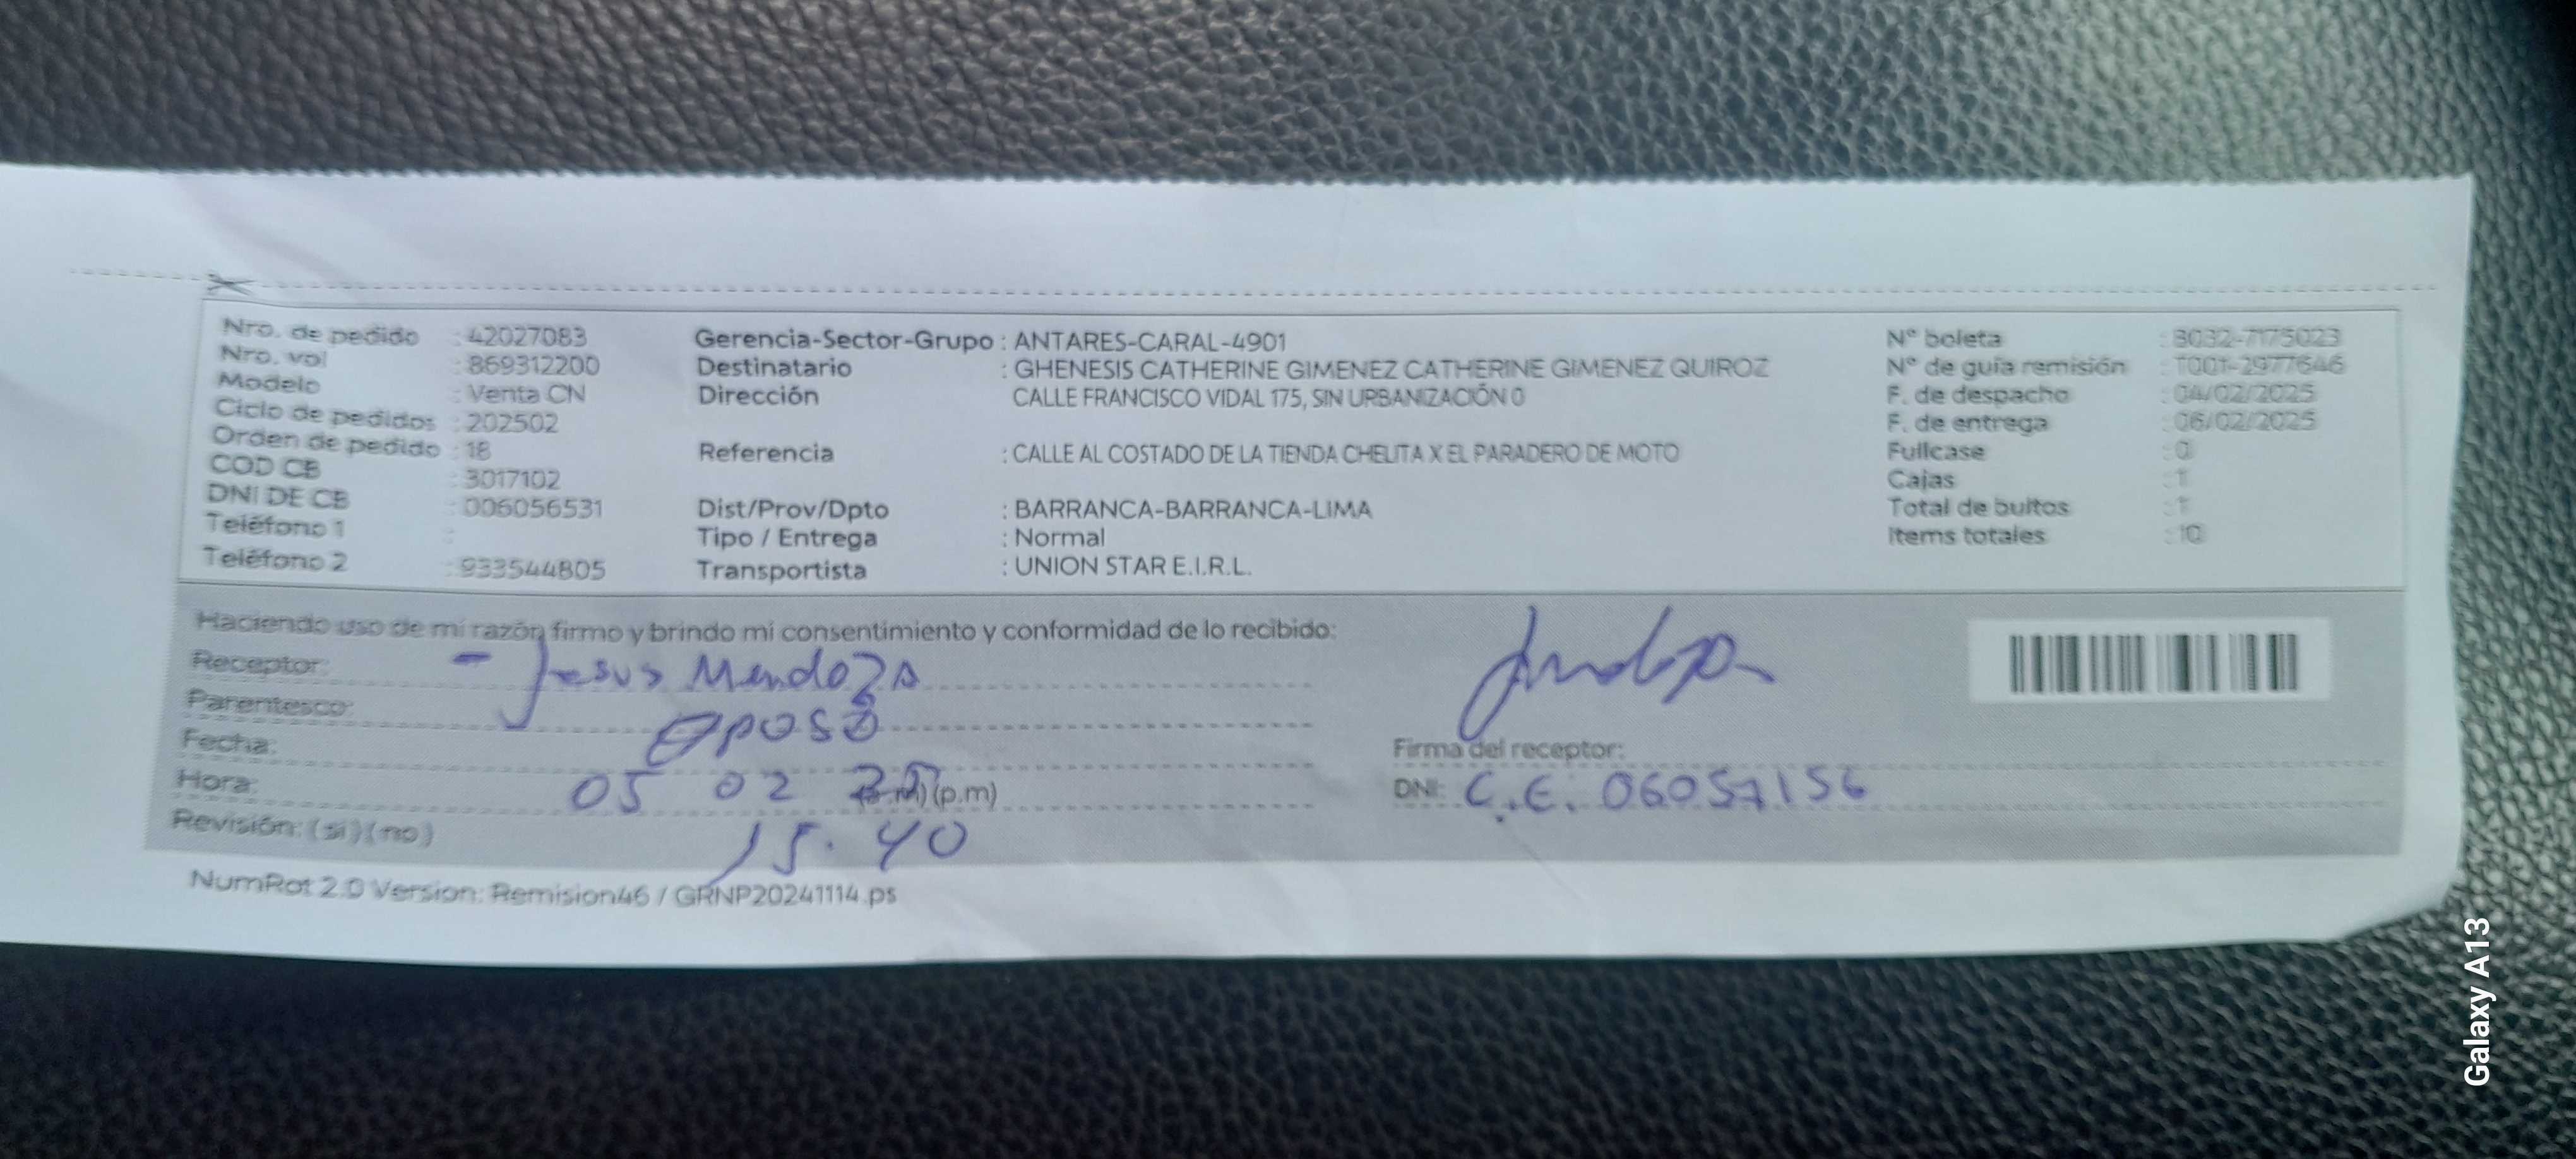 Nro. de pedido : 42027083
Nro. vol : 869312200
Modelo : Venta CN
Ciclo de pedidos : 202502
Orden de pedido : 18
COD CB : 3017102
DNI DE CB : 006056531
Teléfono 1 :
Teléfono 2 : 933544805
Gerencia-Sector-Grupo : ANTARES-CARAL-4901
Destinatario : GHENESIS CATHERINE GIMENEZ CATHERINE GIMENEZ QUIROZ
Dirección CALLE FRANCISCO VIDAL 175, SIN URBANIZACIÓN 0
Referencia : CALLE AL COSTADO DE LA TIENDA CHELITA X EL PARADERO DE MOTO
Dist/Prov/Dpto : BARRANCA-BARRANCA-LIMA
Tipo / Entrega : Normal
Transportista : UNION STAR E.I.R.L.
N° boleta : B032-7175023
N° de guía remisión : T001-2977646
F. de despacho : 04/02/2025
F. de entrega : 06/02/2025
Fullcase : 0
Cajas : 1
Total de bultos : 1
Items totales : 10
Haciendo uso de mi razón firmo y brindo mi consentimiento y conformidad de lo recibido:
Receptor: - Jesus Mendoza
Parentesco: eposo
Fecha: 05 02 25
Hora: (a.m) (p.m) 15.40
Revisión: (si) (no)
Firma del receptor:
DNI: C.E. 06057156
NumRot 2.0 Version: Remision46 / GRNP20241114.ps
Galaxy A13